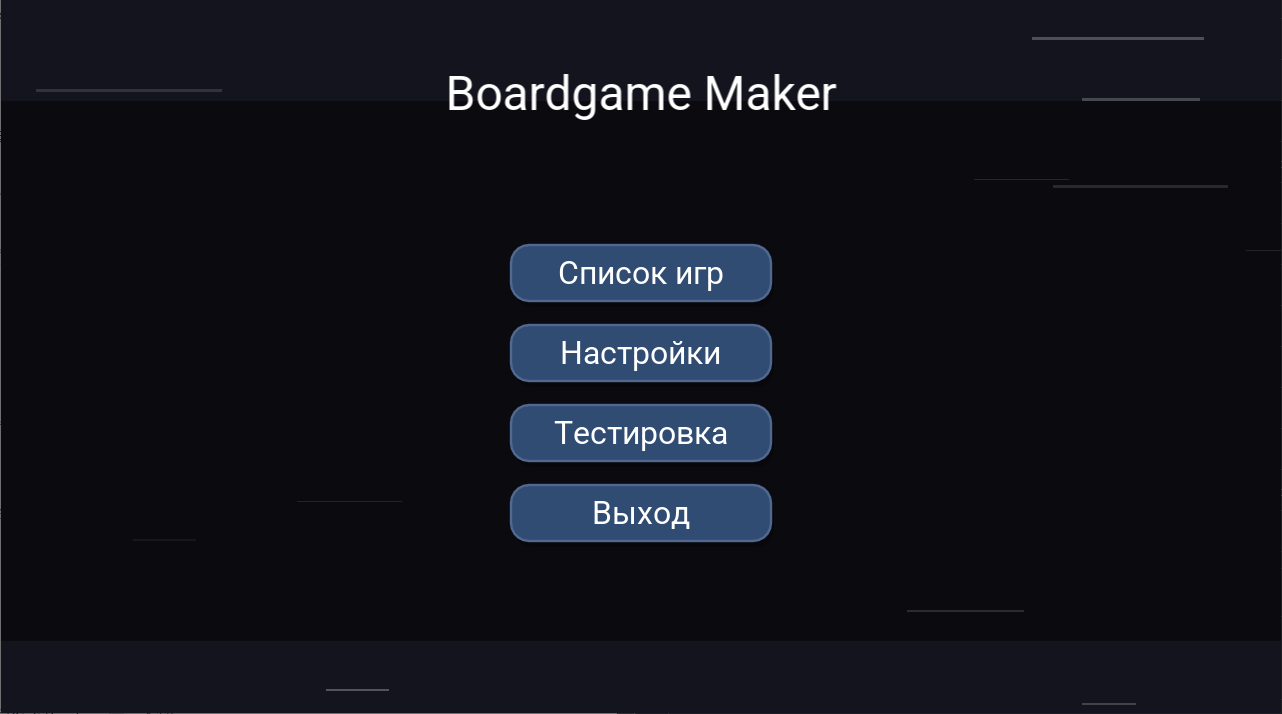 Boardgame Maker
Список игр
Настройки
Тестировка
Выход